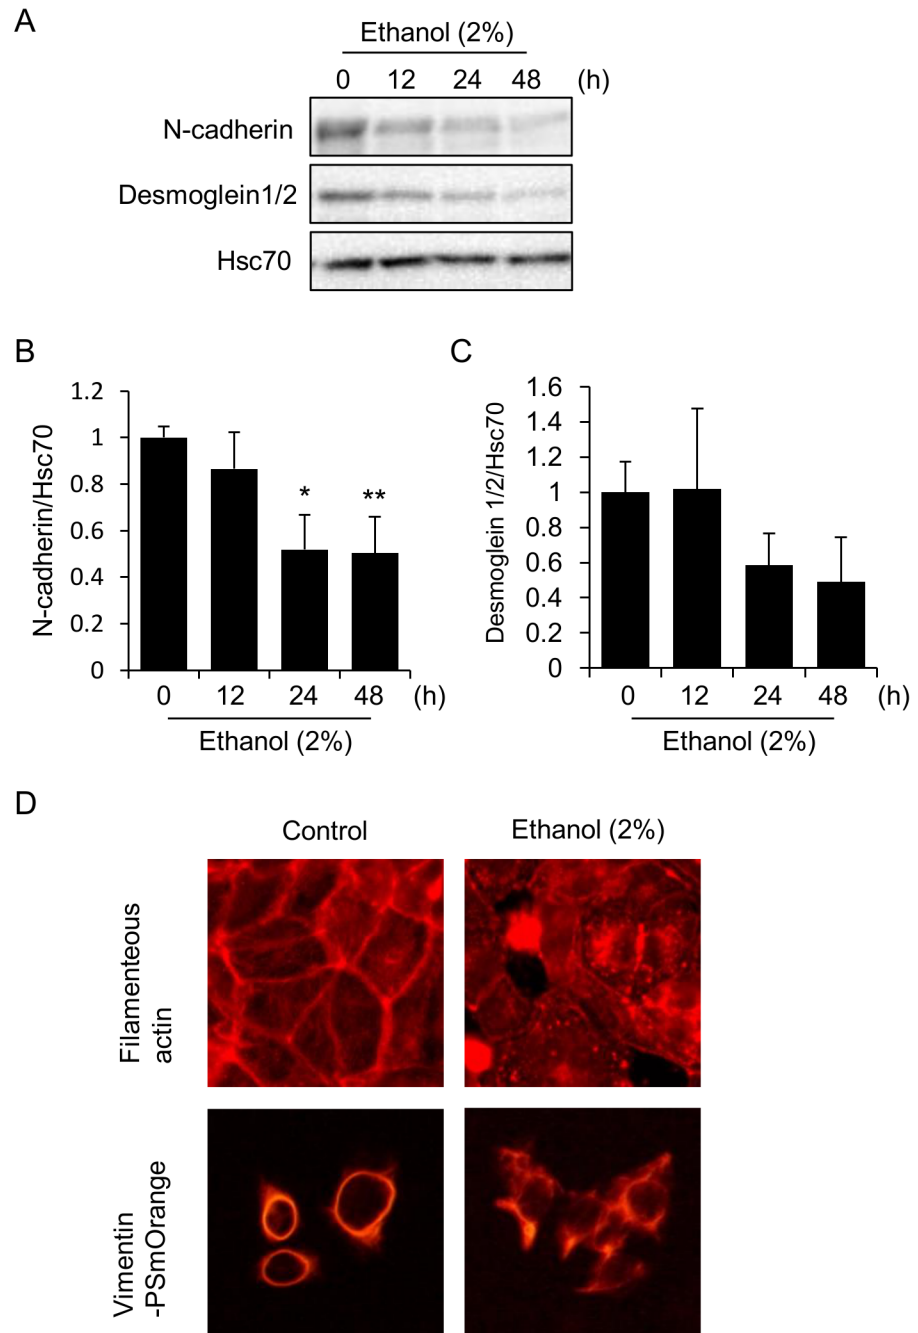 A
Ethanol (2%)
0 12 24 48 (h)
N-cadherin
Desmoglein1/2
Hsc70
B
N-cadherin/Hsc70
1.2
1
0.8
0.6
0.4
0.2
0
* **
0 12 24 48 (h)
Ethanol (2%)
C
Desmoglein 1/2/Hsc70
1.6
1.4
1.2
1
0.8
0.6
0.4
0.2
0
0 12 24 48 (h)
Ethanol (2%)
D
Control Ethanol (2%)
Filamenteous
actin
Vimentin
-PSmOrange